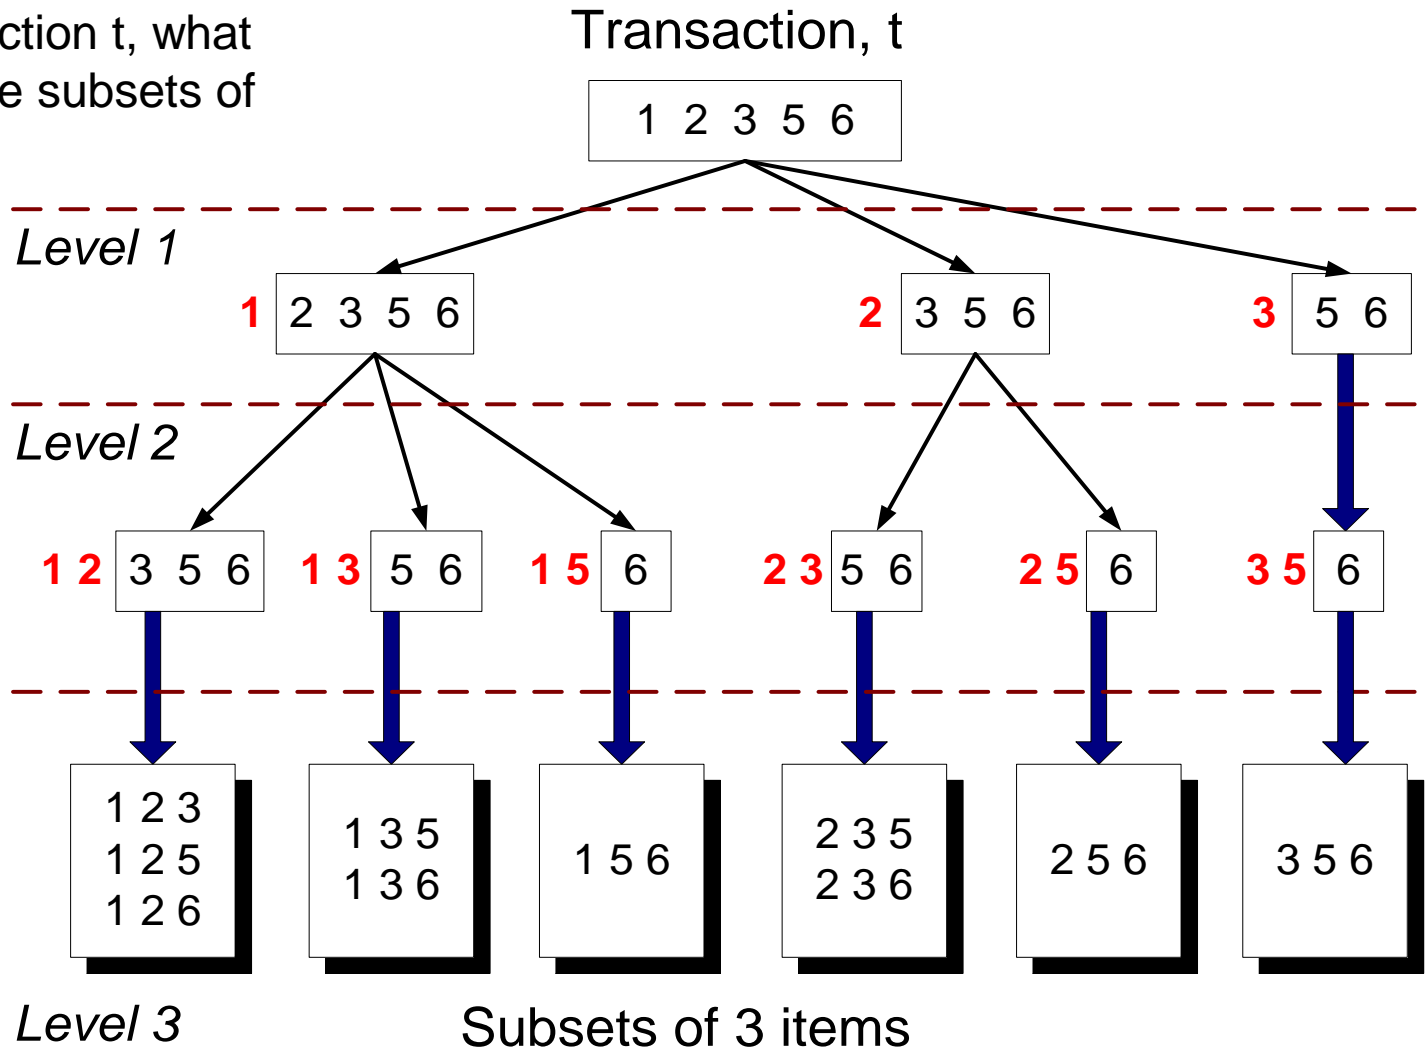 ction t, what
e subsets of
Transaction, t
1 2 3 5 6
Level 1
1 2 3 5 6
2 3 5 6
3 5 6
Level 2
1 2 3 5 6
1 3 5 6
1 5 6
2 3 5 6
2 5 6
3 5 6
1 2 3
1 2 5
1 2 6
1 3 5
1 3 6
1 5 6
2 3 5
2 3 6
2 5 6
3 5 6
Level 3
Subsets of 3 items